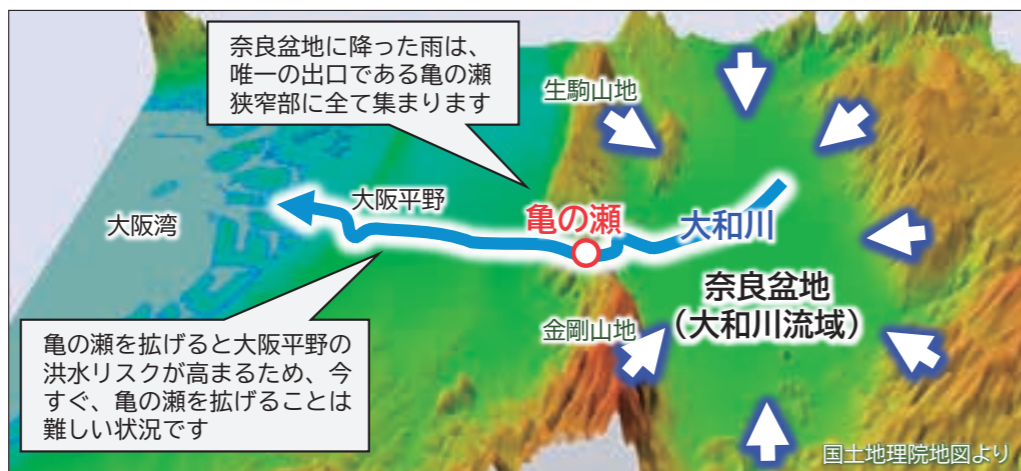 奈良盆地に降った雨は、
唯一の出口である亀の瀬
狭窄部に全て集まります
生駒山地
大阪平野
大阪湾
亀の瀬
大和川
奈良盆地
（大和川流域）
金剛山地
亀の瀬を拡げると大阪平野の
洪水リスクが高まるため、今
すぐ、亀の瀬を拡げることは
難しい状況です
国土地理院地図より